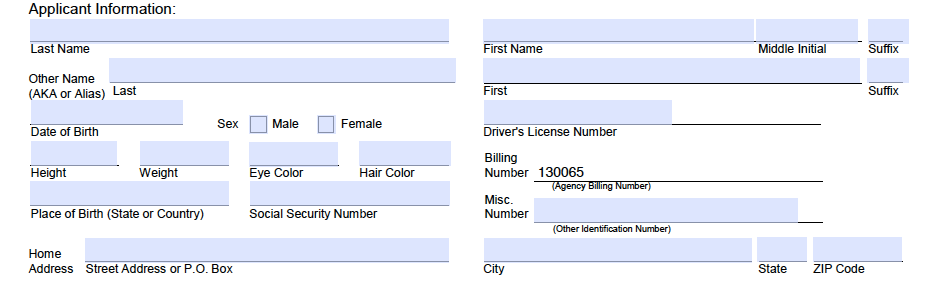 Applicant Information:
Last Name
First Name
Middle Initial
Suffix
Other Name
(AKA or Alias)
Last
First
Suffix
Date of Birth
Sex
Male
Female
Driver's License Number
Height
Weight
Eye Color
Hair Color
Billing
Number
130065
(Agency Billing Number)
Place of Birth (State or Country)
Social Security Number
Misc.
Number
(Other Identification Number)
Home
Address
Street Address or P.O. Box
City
State
ZIP Code